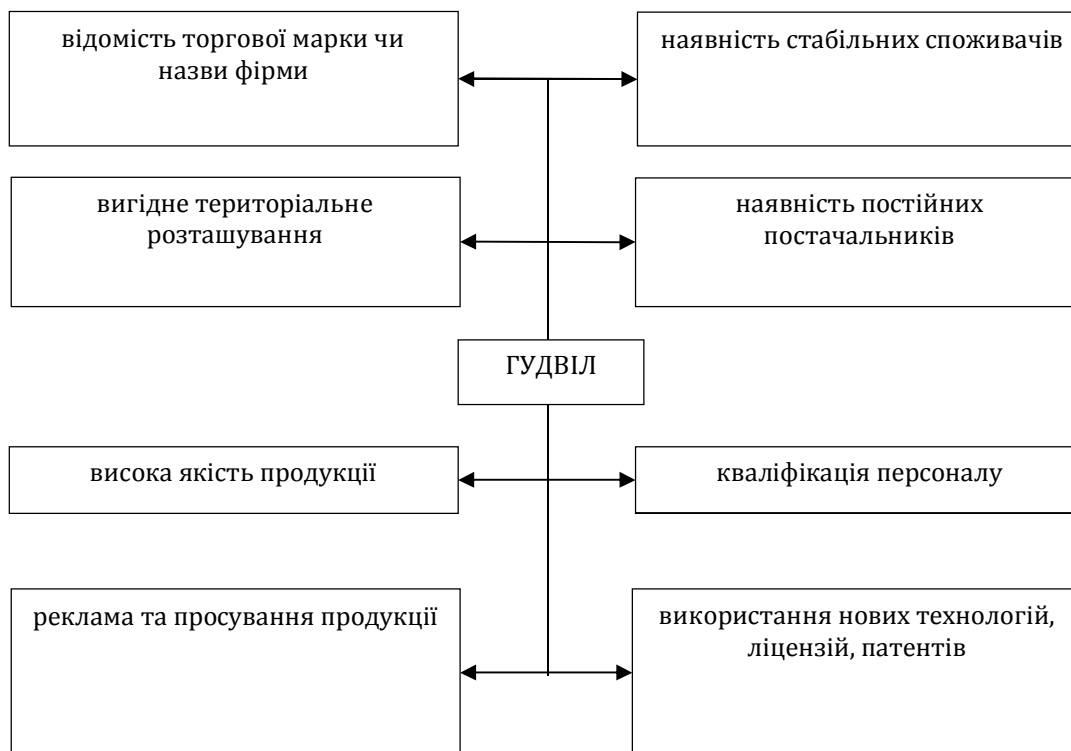 відомість торгової марки чи
назви фірми
наявність стабільних споживачів
вигідне територіальне
розташування
наявність постійних
постачальників
ГУДВІЛ
висока якість продукції
кваліфікація персоналу
реклама та просування продукції
використання нових технологій,
ліцензій, патентів